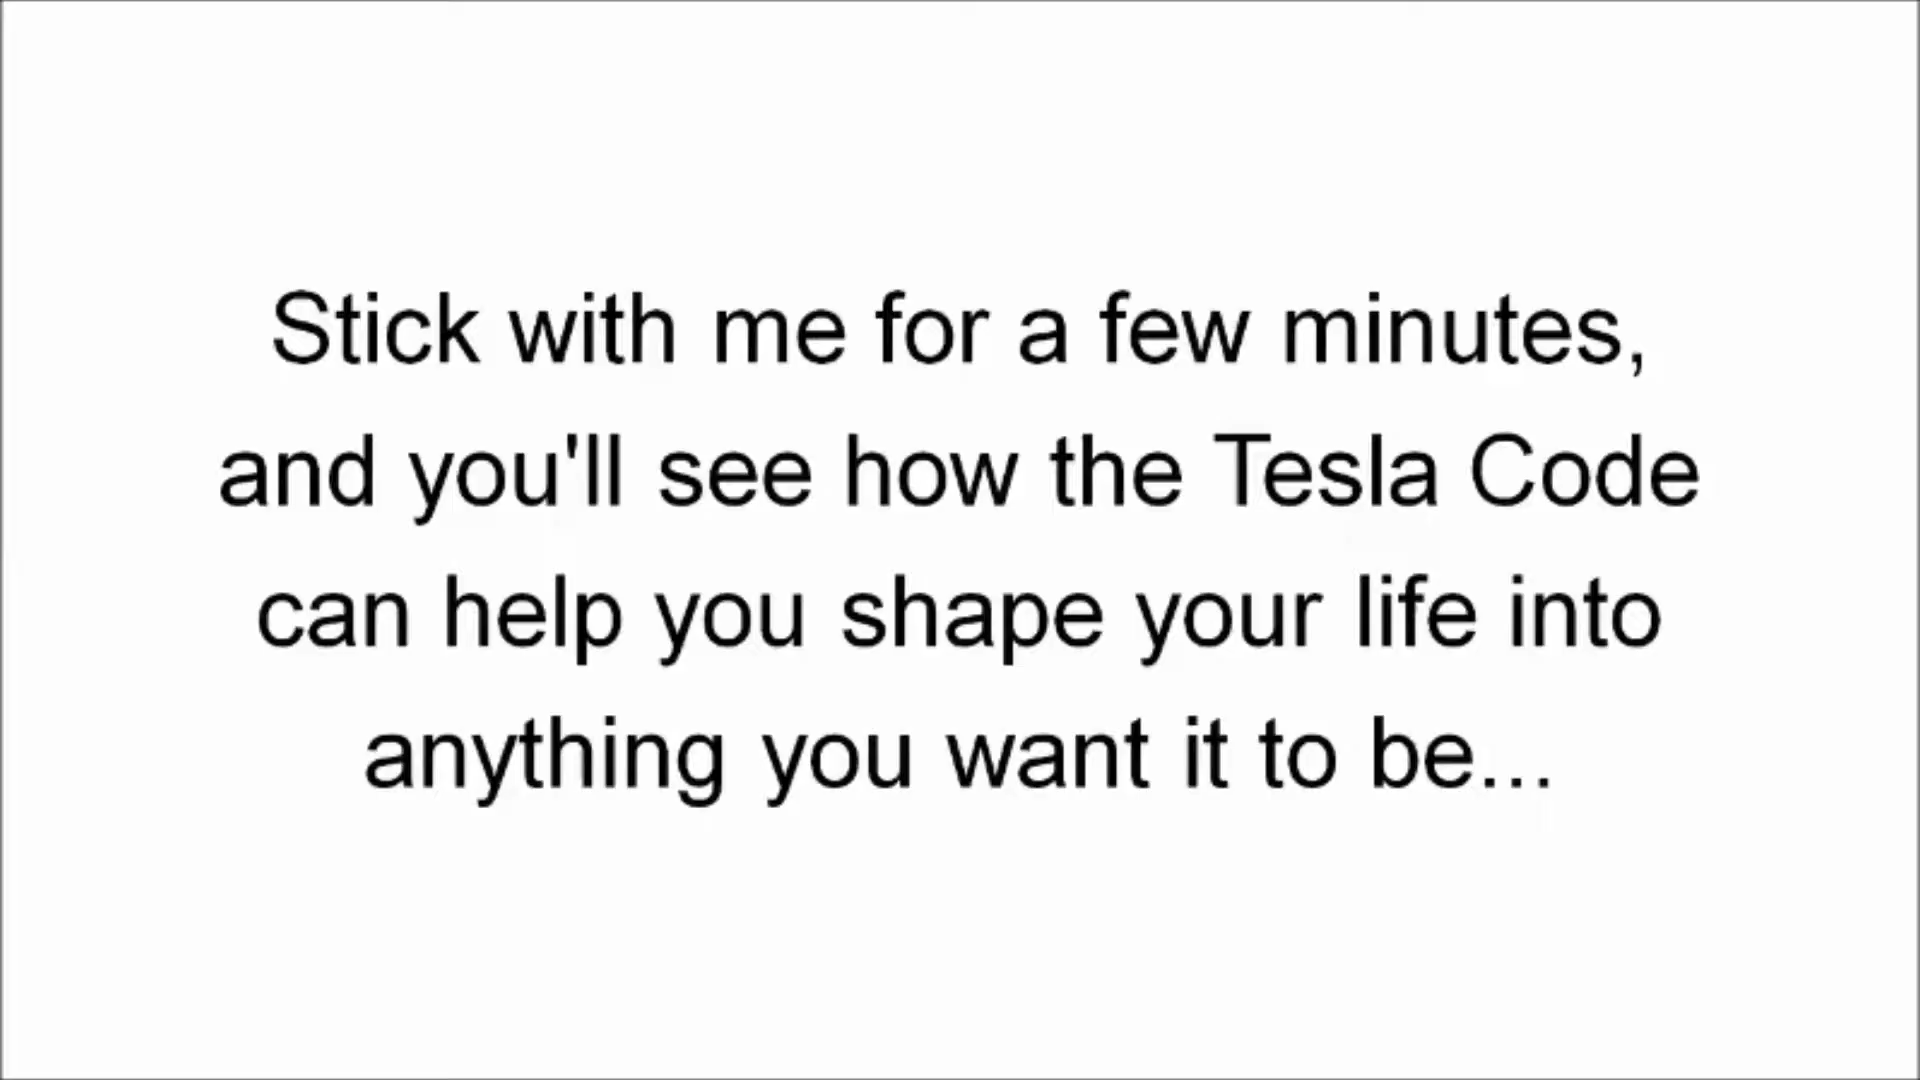 Stick with me for a few minutes,
and you'll see how the Tesla Code
can help you shape your life into
anything you want it to be...